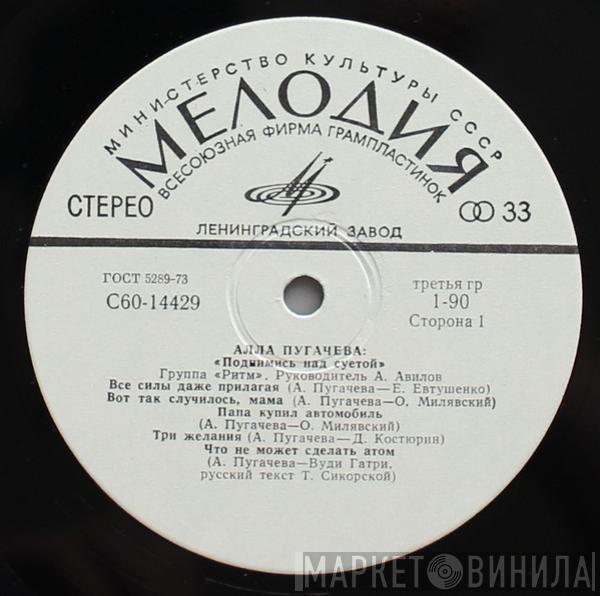 МИНИСТЕРСТВО КУЛЬТУРЫ СССР
МЕЛОДИЯ
ВСЕСОЮЗНАЯ ФИРМА ГРАМПЛАСТИНОК
СТЕРЕО
33
ЛЕНИНГРАДСКИЙ ЗАВОД
ГОСТ 5289-73
С60-14429
третья гр
1-90
Сторона 1
АЛЛА ПУГАЧЕВА:
«Поднимись над суетой»
Группа «Ритм». Руководитель А. Авилов
Все силы даже прилагая (А. Пугачева—Е. Евтушенко)
Вот так случилось, мама (А. Пугачева—О. Милявский)
Папа купил автомобиль
(А. Пугачева—О. Милявский)
Три желания (А. Пугачева—Д. Костюрин)
Что не может сделать атом
(А. Пугачева—Вуди Гатри,
русский текст Т. Сикорской)
МАРКЕТ ВИНИЛА